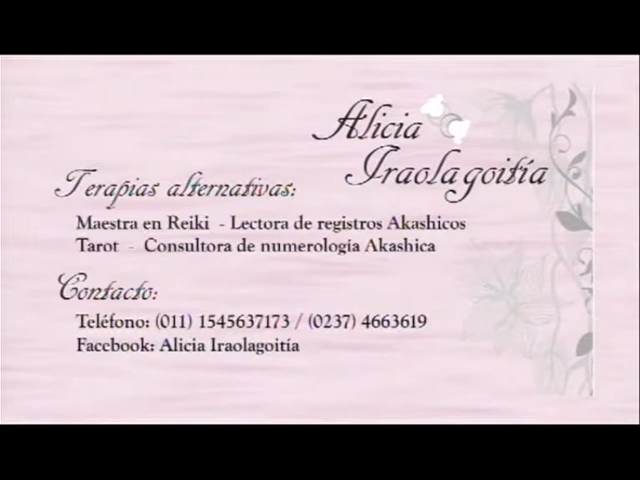 Alicia
Iraolagoitía
Terapias alternativas:
Maestra en Reiki - Lectora de registros Akashicos
Tarot - Consultora de numerología Akashica
Contacto:
Teléfono: (011) 1545637173 / (0237) 4663619
Facebook: Alicia Iraolagoitía